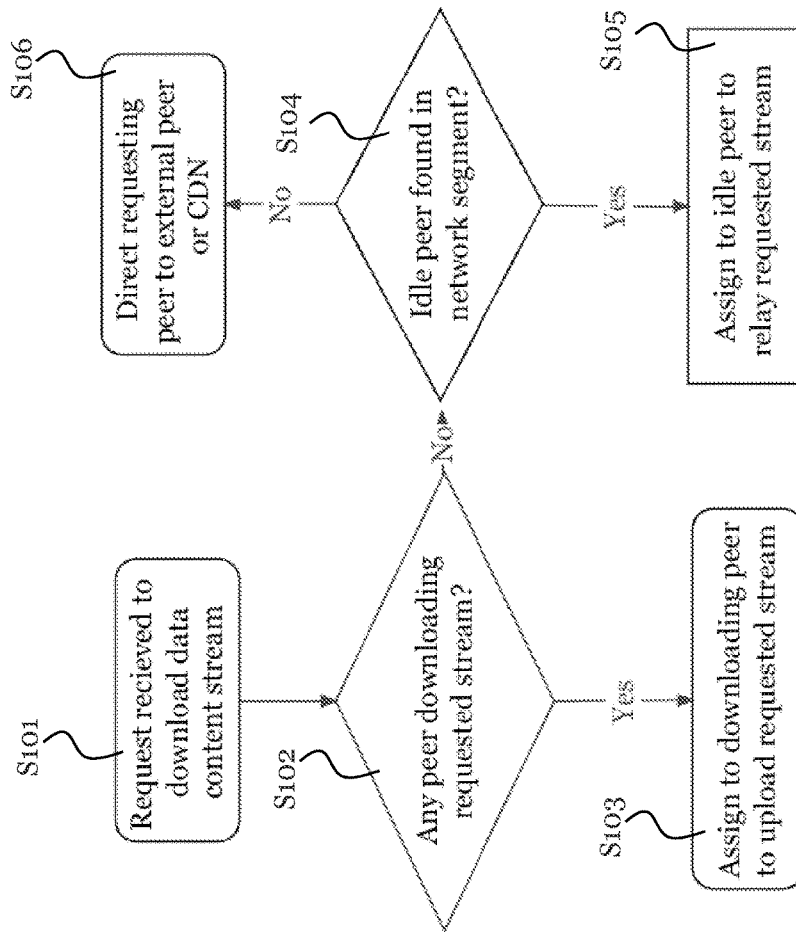 S101
Request recieved to
download data
content stream
S102
Any peer downloading
requested stream?
Yes
No
S103
Assign to downloading peer
to upload requested stream
S104
Idle peer found in
network segment?
No
Yes
S106
Direct requesting
peer to external peer
or CDN
S105
Assign to idle peer to
relay requested stream